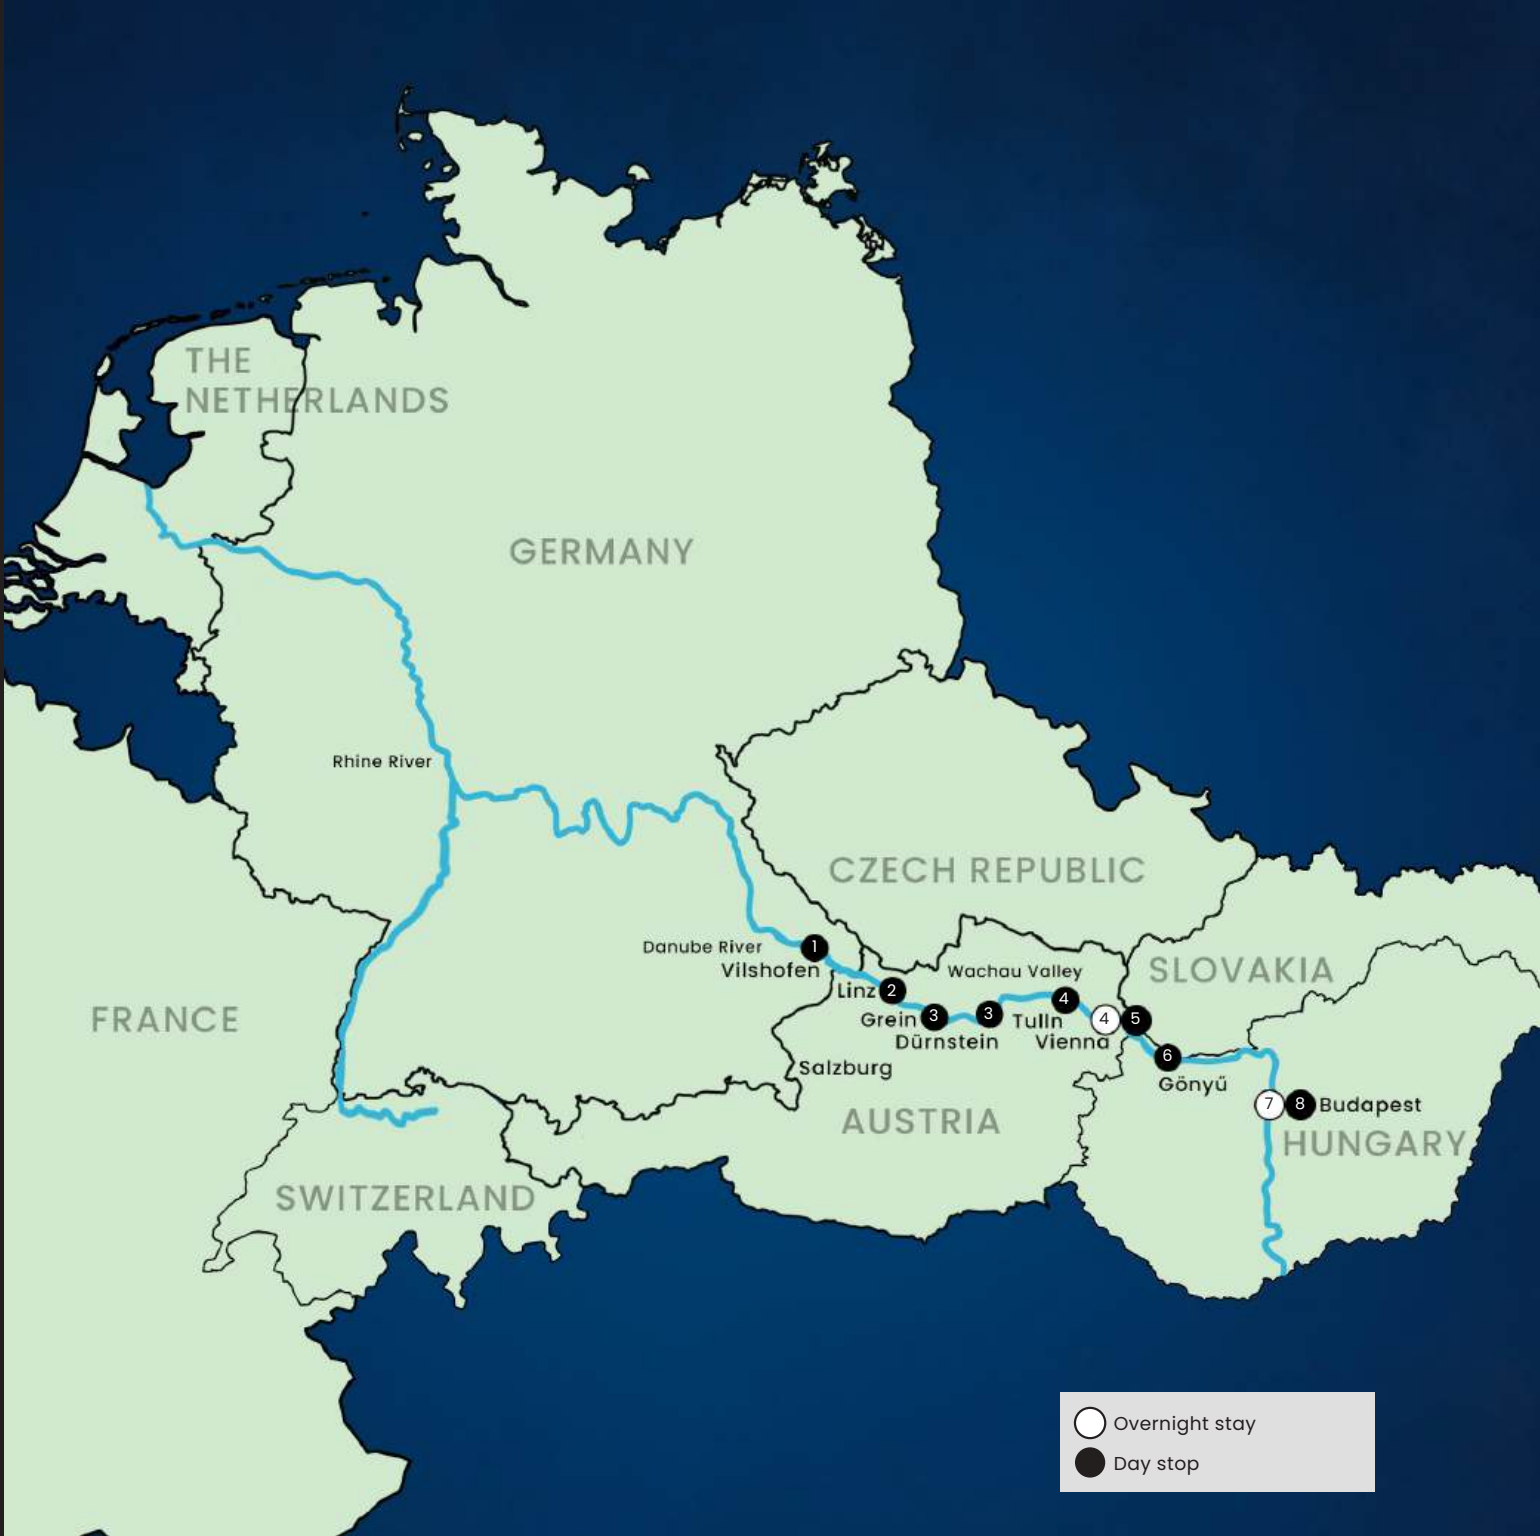 THE
NETHERLANDS
GERMANY
Rhine River
CZECH REPUBLIC
Danube River
1
Vilshofen
Wachau Valley
SLOVAKIA
Linz 2
4
Grein 3
3
Tulln
4 5
FRANCE
Dürnstein
Vienna
6
Salzburg
Gönyű
7 8 Budapest
AUSTRIA
HUNGARY
SWITZERLAND
Overnight stay
Day stop